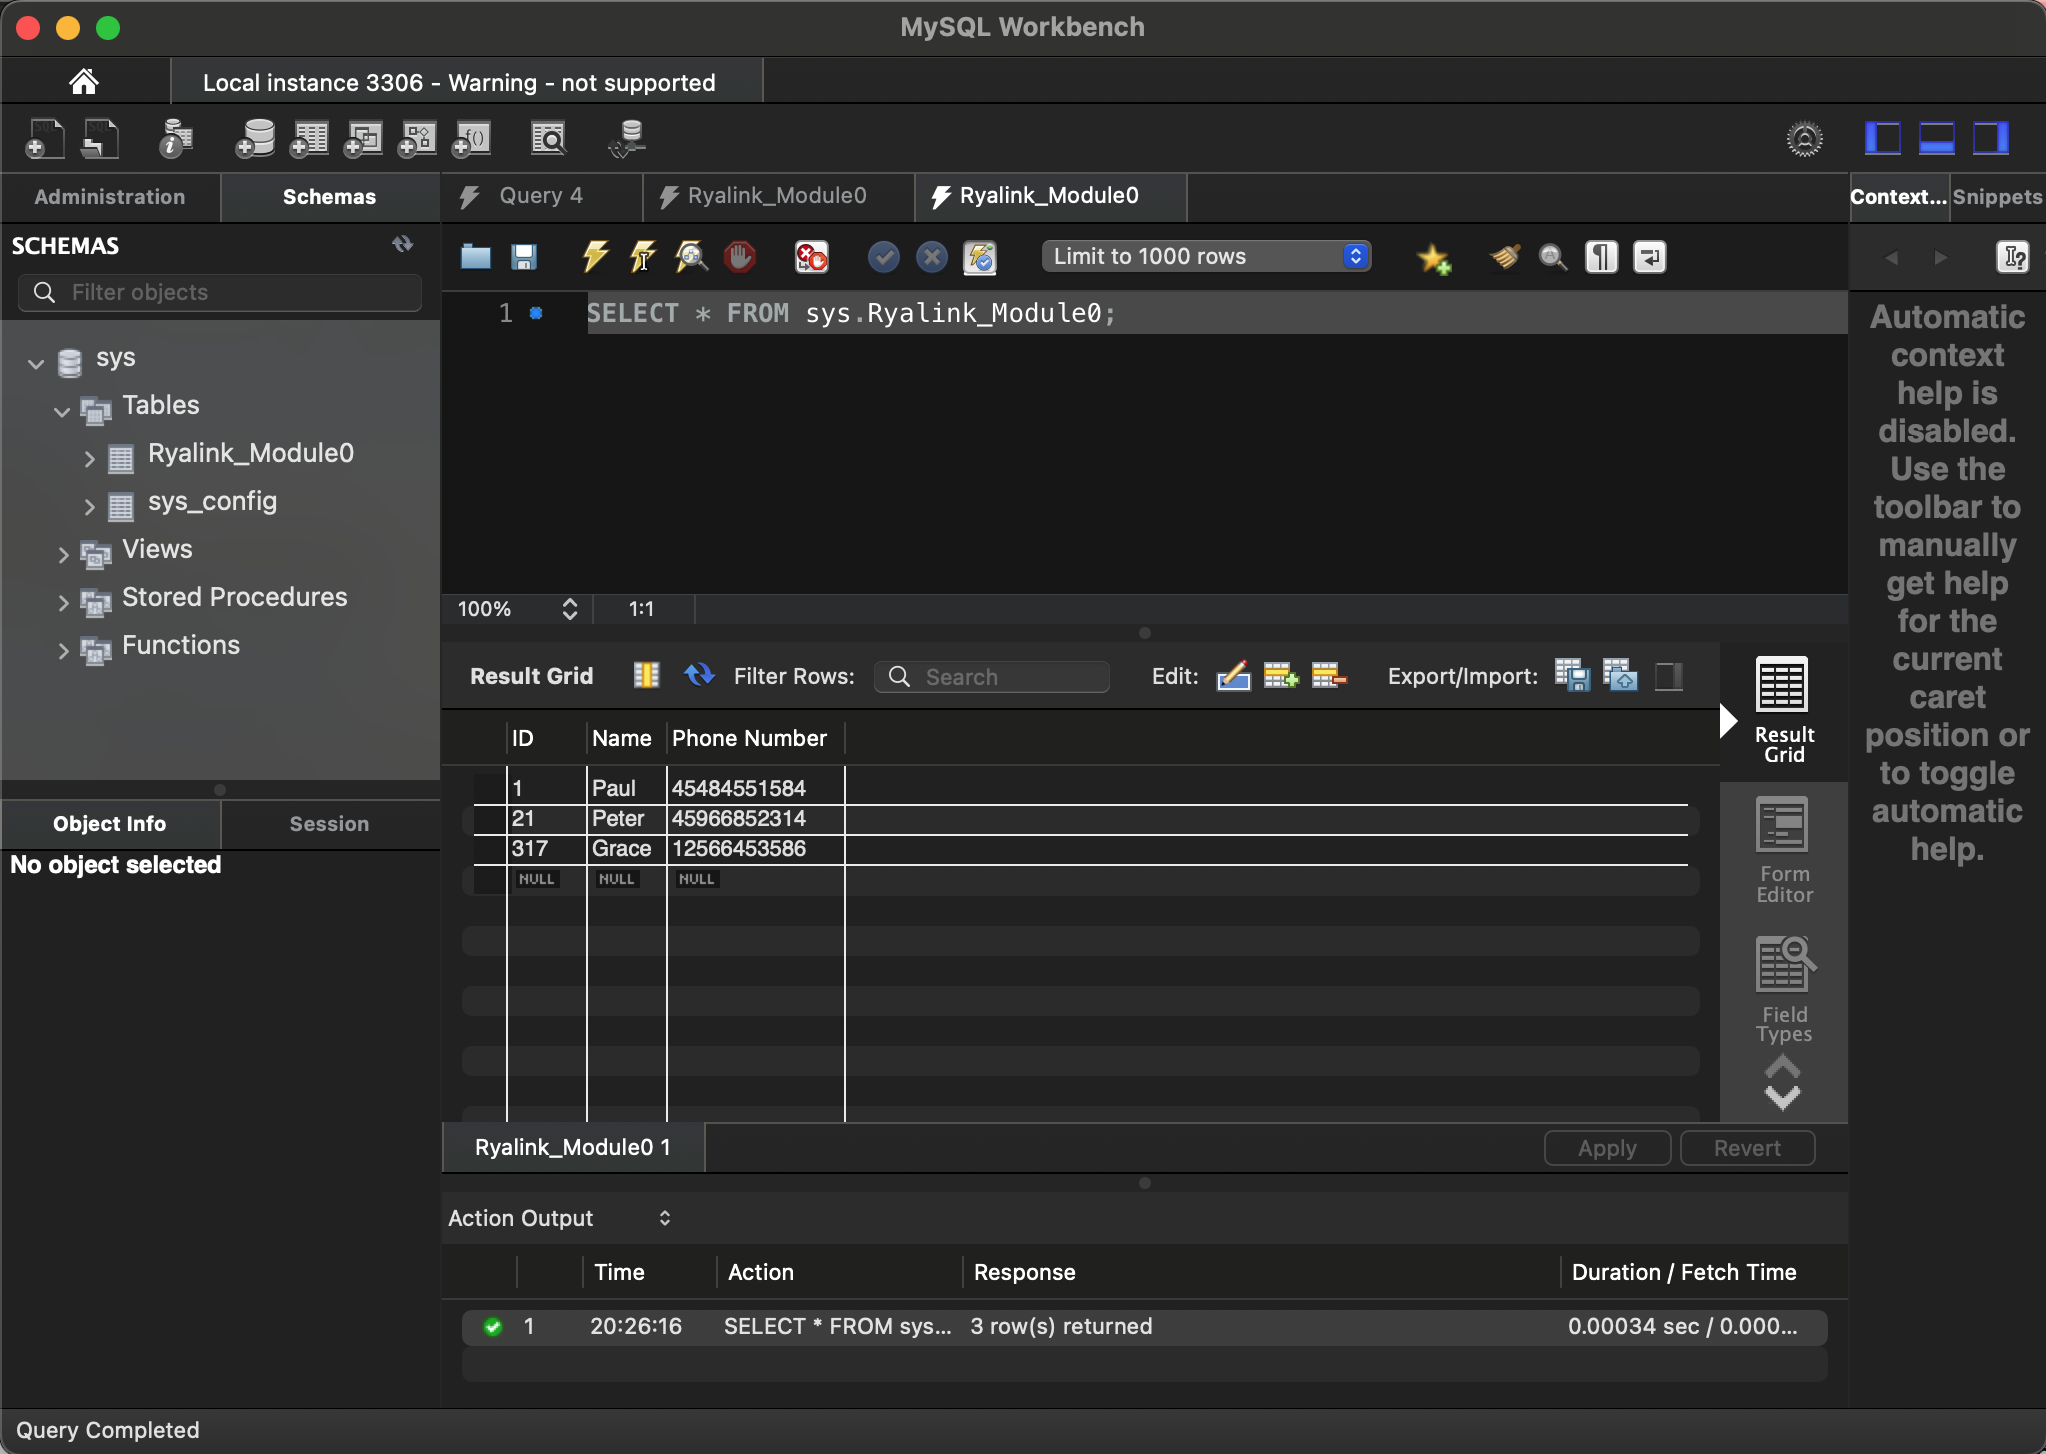 MySQL Workbench
Local instance 3306 - Warning - not supported
Administration
Schemas
Query 4
Ryalink_Module0
Ryalink_Module0
Context...
Snippets
SCHEMAS
Filter objects
Limit to 1000 rows
1
SELECT * FROM sys.Ryalink_Module0;
sys
Tables
Ryalink_Module0
sys_config
Views
Stored Procedures
Functions
Automatic
context
help is
disabled.
Use the
toolbar to
manually
get help
for the
current
caret
position or
to toggle
automatic
help.
100%
1:1
Result Grid
Filter Rows:
Search
Edit:
Export/Import:
ID Name Phone Number
1 Paul 45484551584
21 Peter 45966852314
317 Grace 12566453586
NULL NULL NULL
Result
Grid
Form
Editor
Field
Types
Object Info
Session
No object selected
Ryalink_Module0 1
Apply
Revert
Action Output
Time Action Response Duration / Fetch Time
1 20:26:16 SELECT * FROM sys... 3 row(s) returned 0.00034 sec / 0.000...
Query Completed